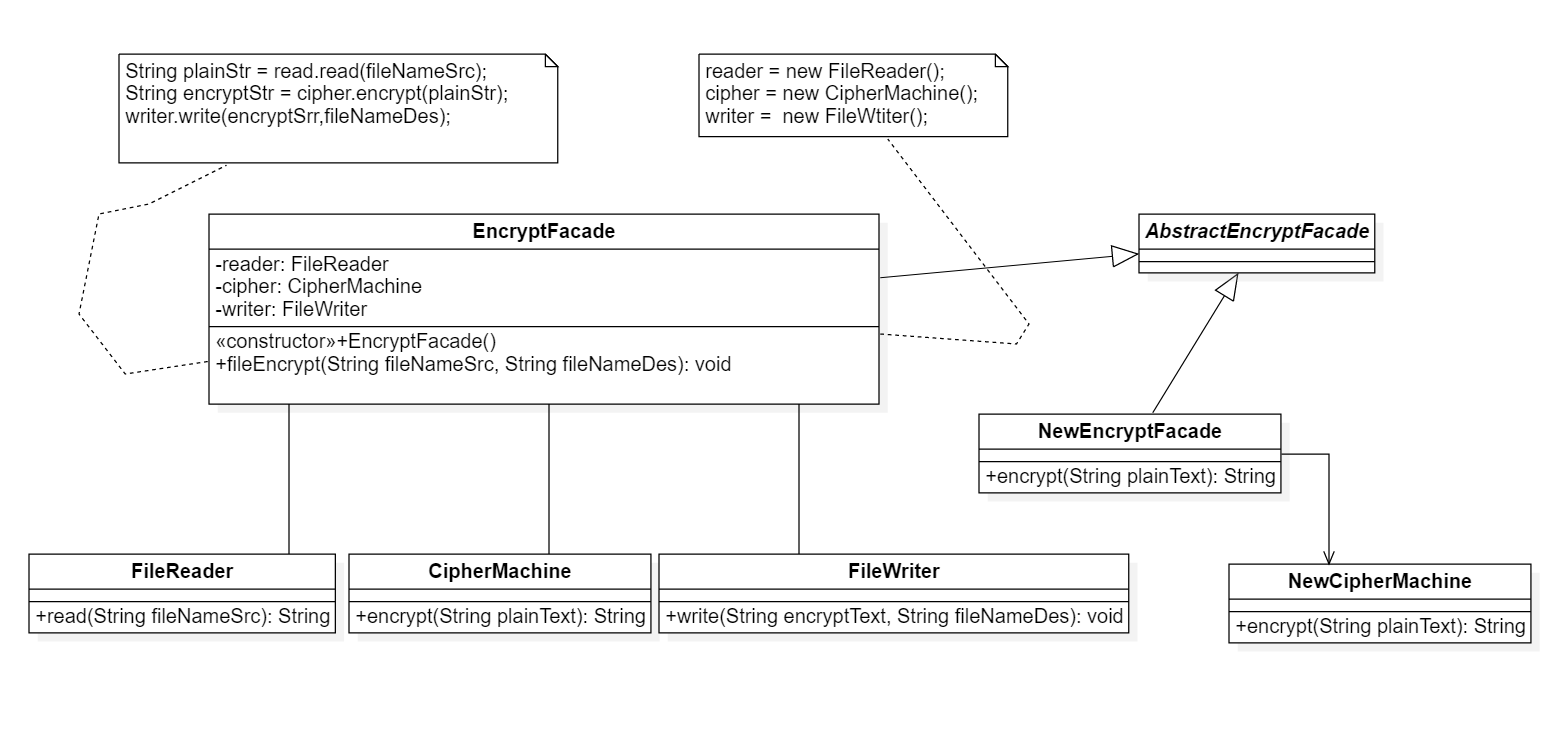 String plainStr = read.read(fileNameSrc);
String encryptStr = cipher.encrypt(plainStr);
writer.write(encryptSrr,fileNameDes);
reader = new FileReader();
cipher = new CipherMachine();
writer =  new FileWtiter();
EncryptFacade
-reader: FileReader
-cipher: CipherMachine
-writer: FileWriter
«constructor»+EncryptFacade()
+fileEncrypt(String fileNameSrc, String fileNameDes): void
AbstractEncryptFacade
NewEncryptFacade
+encrypt(String plainText): String
FileReader
+read(String fileNameSrc): String
CipherMachine
+encrypt(String plainText): String
FileWriter
+write(String encryptText, String fileNameDes): void
NewCipherMachine
+encrypt(String plainText): String